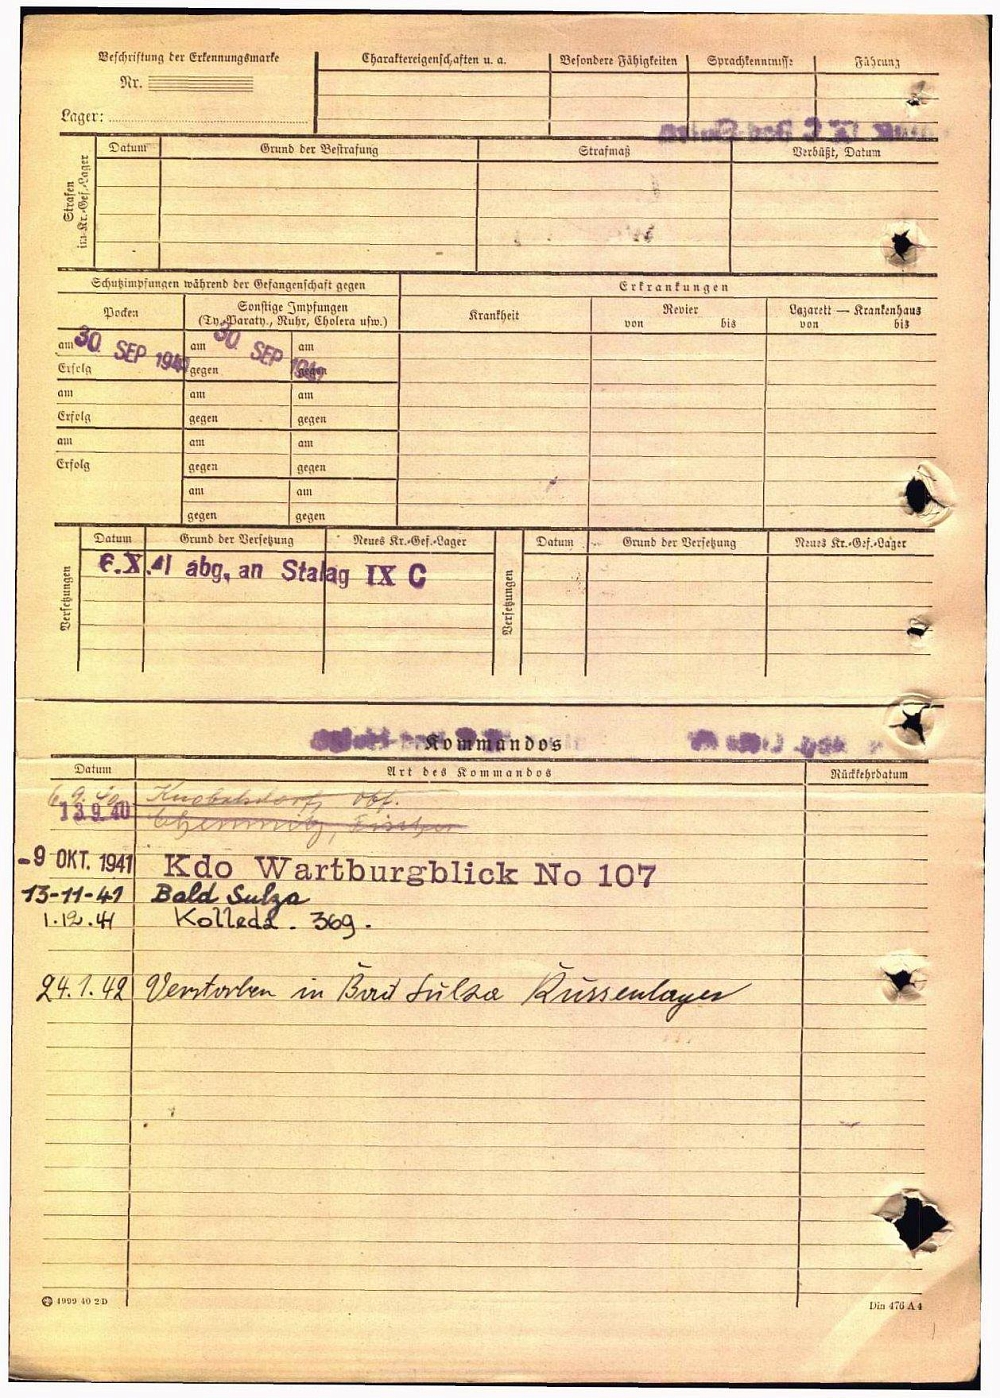 Beschriftung der Erkennungsmarke
Nr.
Lager:
Charaktereigenschaften u. a.
Besondere Fähigkeiten
Sprachkenntnisse
Führung
Strafen im Kr.-Gef.-Lager
Datum
Grund der Bestrafung
Strafmaß
Verbüßt, Datum
Schutzimpfungen während der Gefangenschaft gegen
Erkrankungen
Pocken
Sonstige Impfungen
(Ty.-Paraty., Ruhr, Cholera usw.)
Krankheit
Revier
von bis
Lazarett — Krankenhaus
von bis
am 30. SEP 1941 am 30. SEP 1941 am
Erfolg gegen gegen
am am am
Erfolg gegen gegen
am am am
Erfolg gegen gegen
am am
gegen gegen
Versetzungen
Datum Grund der Versetzung Neues Kr.-Gef.-Lager
6.X.41 abg, an Stalag IX C
Versetzungen
Datum Grund der Versetzung Neues Kr.-Gef.-Lager
Kommandos
Datum Art des Kommandos Rückkehrdatum
13.9.40
-9 OKT. 1941 Kdo Wartburgblick No 107
13-11-41 Bald Sulza
1.12.41 Kolleda. 369.
24.1.42 Verstorben in Bad Sulza Russenlager
4999 40 2D
Din 476 A 4